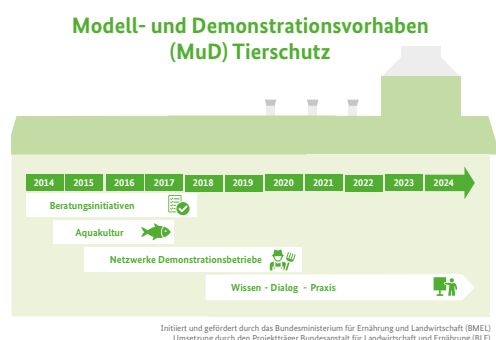 Modell- und Demonstrationsvorhaben
(MuD) Tierschutz
2014 2015 2016 2017 2018 2019 2020 2021 2022 2023 2024
Beratungsinitiativen
Aquakultur
Netzwerke Demonstrationsbetriebe
Wissen - Dialog - Praxis
Initiiert und gefördert durch das Bundesministerium für Ernährung und Landwirtschaft (BMEL)
Umsetzung durch den Projektträger Bundesanstalt für Landwirtschaft und Ernährung (BLE)